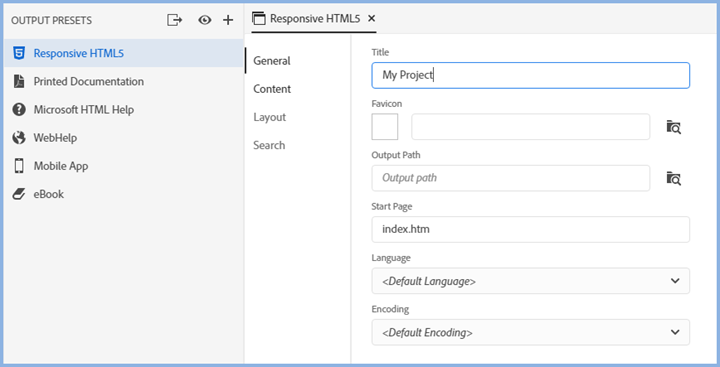 OUTPUT PRESETS
Responsive HTML5
Printed Documentation
Microsoft HTML Help
WebHelp
Mobile App
eBook
Responsive HTML5
General
Content
Layout
Search
Title
My Project
Favicon
Output Path
Output path
Start Page
index.htm
Language
<Default Language>
Encoding
<Default Encoding>